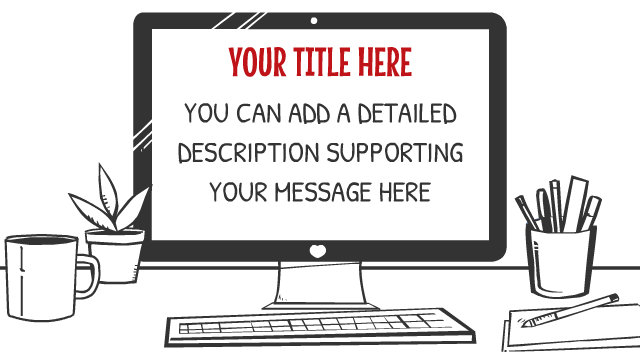 YOUR TITLE HERE
YOU CAN ADD A DETAILED
DESCRIPTION SUPPORTING
YOUR MESSAGE HERE